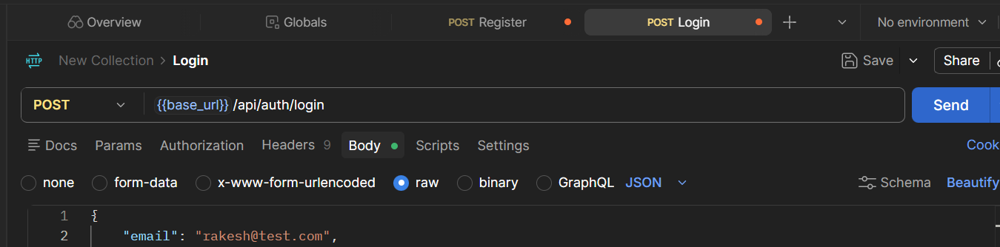 Overview Globals POST Register POST Login No environment
HTTP New Collection > Login Save Share
POST {{base_url}} /api/auth/login Send
Docs Params Authorization Headers 9 Body Scripts Settings Cook
none form-data x-www-form-urlencoded raw binary GraphQL JSON Schema Beautify
1 {
2 "email": "rakesh@test.com",